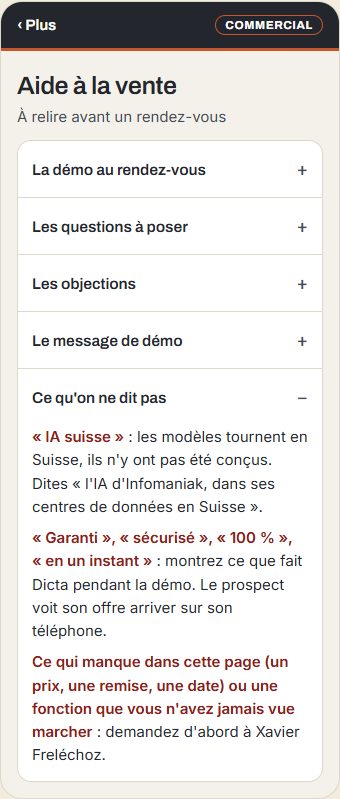 ‹ Plus
COMMERCIAL
Aide à la vente
À relire avant un rendez-vous
La démo au rendez-vous +
Les questions à poser +
Les objections +
Le message de démo +
Ce qu'on ne dit pas −
« IA suisse » : les modèles tournent en
Suisse, ils n'y ont pas été conçus.
Dites « l'IA d'Infomaniak, dans ses
centres de données en Suisse ».
« Garanti », « sécurisé », « 100 % »,
« en un instant » : montrez ce que fait
Dicta pendant la démo. Le prospect
voit son offre arriver sur son
téléphone.
Ce qui manque dans cette page (un
prix, une remise, une date) ou une
fonction que vous n'avez jamais vue
marcher : demandez d'abord à Xavier
Freléchoz.